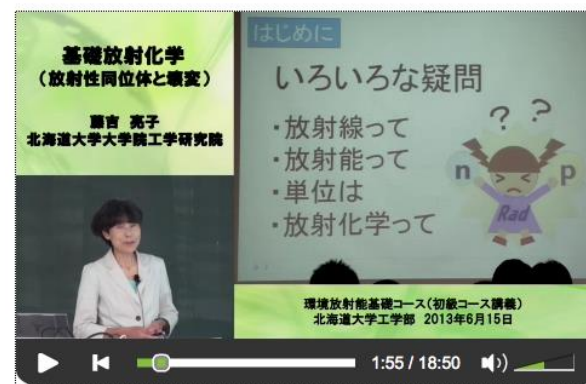 基礎放射化学
(放射性同位体と壊変)
藤吉 亮子
北海道大学大学院工学研究院
はじめに
いろいろな疑問
・放射線って
・放射能って
・単位は
・放射化学って
? ?
n p
Rad
環境放射能基礎コース(初級コース講義)
北海道大学工学部 2013年6月15日
1:55 / 18:50